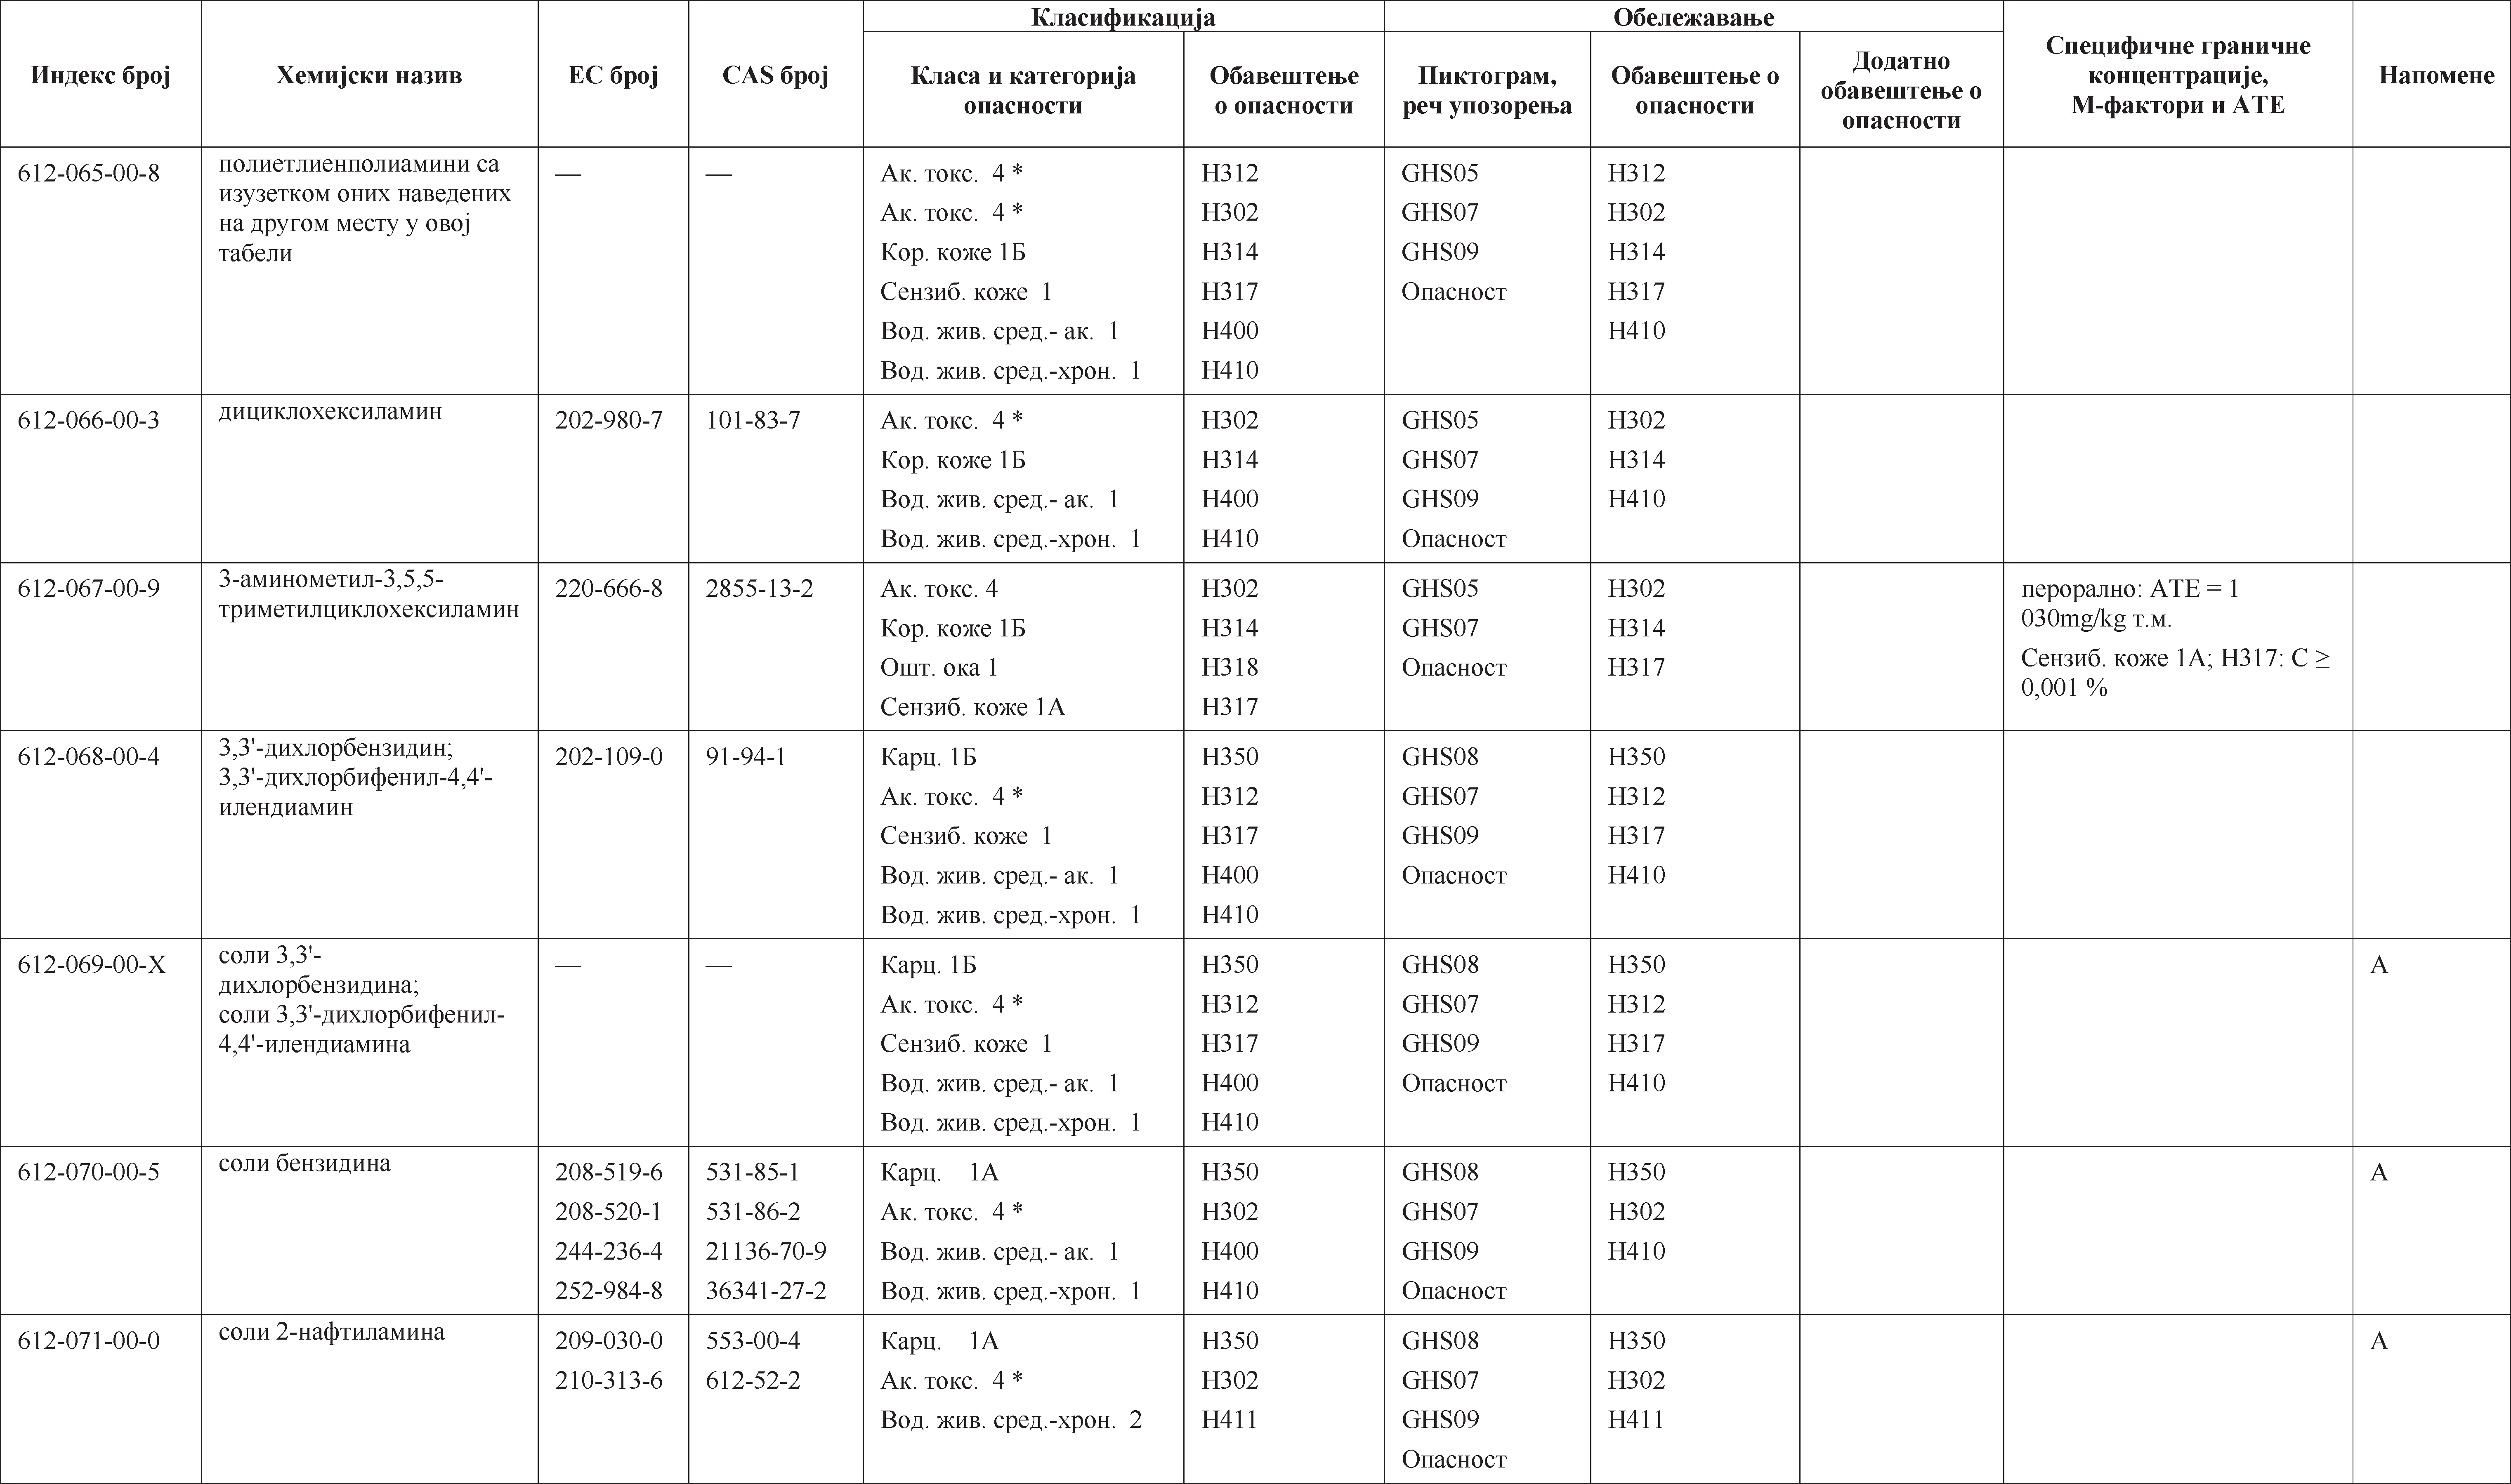 Индекс број
Хемијски назив
ЕС број
CAS број
Класификација
Обележавање
Специфичне граничне
концентрације,
М-фактори и АТЕ
Напомене
Класа и категорија
опасности
Обавештење
о опасности
Пиктограм,
реч упозорења
Обавештење о
опасности
Додатно
обавештење о
опасности
612-065-00-8
полиетлиенполиамини са
изузетком оних наведених
на другом месту у овој
табели
—
—
Ак. токс. 4 *
Ак. токс. 4 *
Кор. коже 1Б
Сензиб. коже 1
Вод. жив. сред.- ак. 1
Вод. жив. сред.-хрон. 1
H312
H302
H314
H317
H400
H410
GHS05
GHS07
GHS09
Опасност
H312
H302
H314
H317
H410
612-066-00-3
дициклохексиламин
202-980-7
101-83-7
Ак. токс. 4 *
Кор. коже 1Б
Вод. жив. сред.- ак. 1
Вод. жив. сред.-хрон. 1
H302
H314
H400
H410
GHS05
GHS07
GHS09
Опасност
H302
H314
H410
612-067-00-9
3-аминометил-3,5,5-
триметилциклохексиламин
220-666-8
2855-13-2
Ак. токс. 4
Кор. коже 1Б
Ошт. ока 1
Сензиб. коже 1А
H302
H314
H318
H317
GHS05
GHS07
Опасност
H302
H314
H317
перорално: ATE = 1
030mg/kg т.м.
Сензиб. коже 1А; H317: C ≥
0,001 %
612-068-00-4
3,3'-дихлорбензидин;
3,3'-дихлорбифенил-4,4'-
илендиамин
202-109-0
91-94-1
Карц. 1Б
Ак. токс. 4 *
Сензиб. коже 1
Вод. жив. сред.- ак. 1
Вод. жив. сред.-хрон. 1
H350
H312
H317
H400
H410
GHS08
GHS07
GHS09
Опасност
H350
H312
H317
H410
612-069-00-X
соли 3,3'-
дихлорбензидина;
соли 3,3'-дихлорбифенил-
4,4'-илендиамина
—
—
Карц. 1Б
Ак. токс. 4 *
Сензиб. коже 1
Вод. жив. сред.- ак. 1
Вод. жив. сред.-хрон. 1
H350
H312
H317
H400
H410
GHS08
GHS07
GHS09
Опасност
H350
H312
H317
H410
А
612-070-00-5
соли бензидина
208-519-6
208-520-1
244-236-4
252-984-8
531-85-1
531-86-2
21136-70-9
36341-27-2
Карц. 1А
Ак. токс. 4 *
Вод. жив. сред.- ак. 1
Вод. жив. сред.-хрон. 1
H350
H302
H400
H410
GHS08
GHS07
GHS09
Опасност
H350
H302
H410
А
612-071-00-0
соли 2-нафтиламина
209-030-0
210-313-6
553-00-4
612-52-2
Карц. 1А
Ак. токс. 4 *
Вод. жив. сред.-хрон. 2
H350
H302
H411
GHS08
GHS07
GHS09
Опасност
H350
H302
H411
А